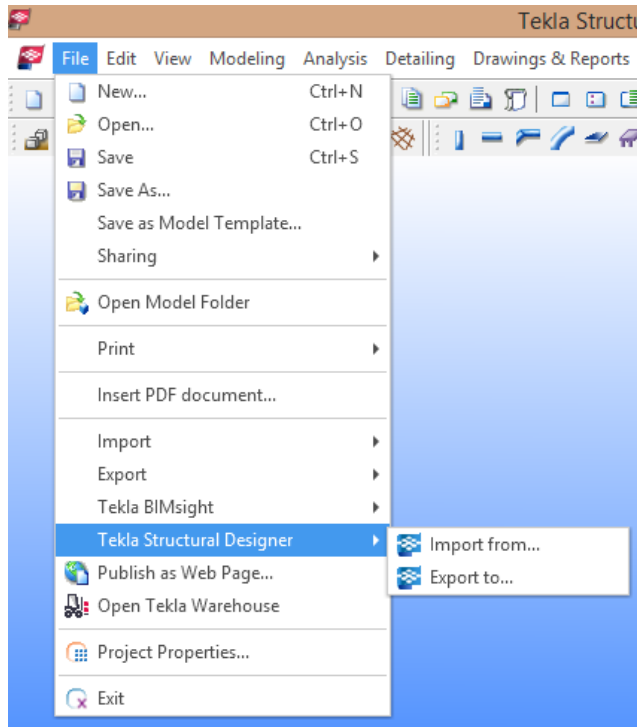 Tekla Structu
File Edit View Modeling Analysis Detailing Drawings & Reports
New... Ctrl+N
Open... Ctrl+O
Save Ctrl+S
Save As...
Save as Model Template...
Sharing
Open Model Folder
Print
Insert PDF document...
Import
Export
Tekla BIMsight
Tekla Structural Designer
Import from...
Export to...
Publish as Web Page...
Open Tekla Warehouse
Project Properties...
Exit